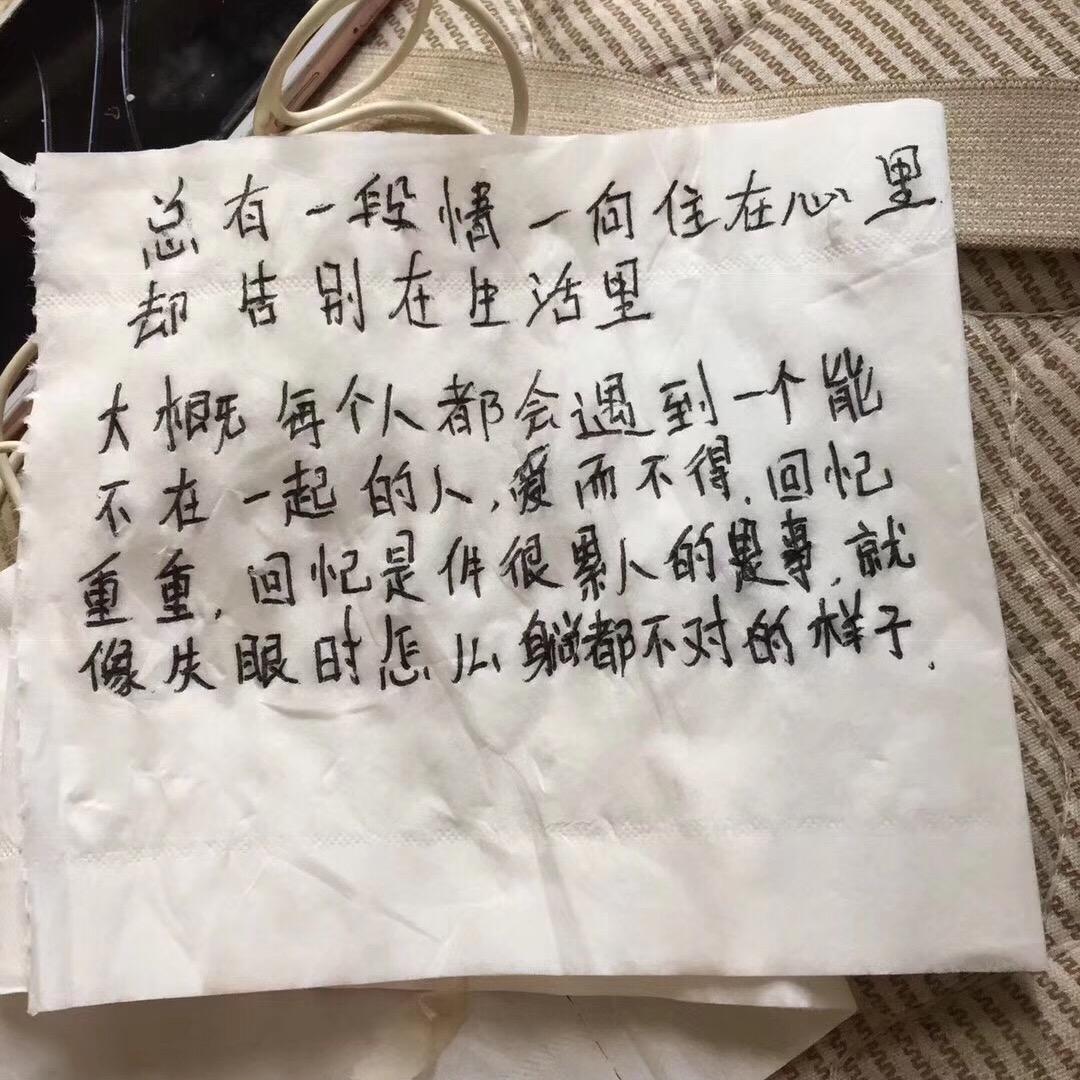 总有一段情一向住在心里
却告别在生活里
大概每个人都会遇到一个能
不在一起的人,爱而不得.回忆
重重,回忆是件很累人的事,就
像失眼时怎么躺都不对的样子.